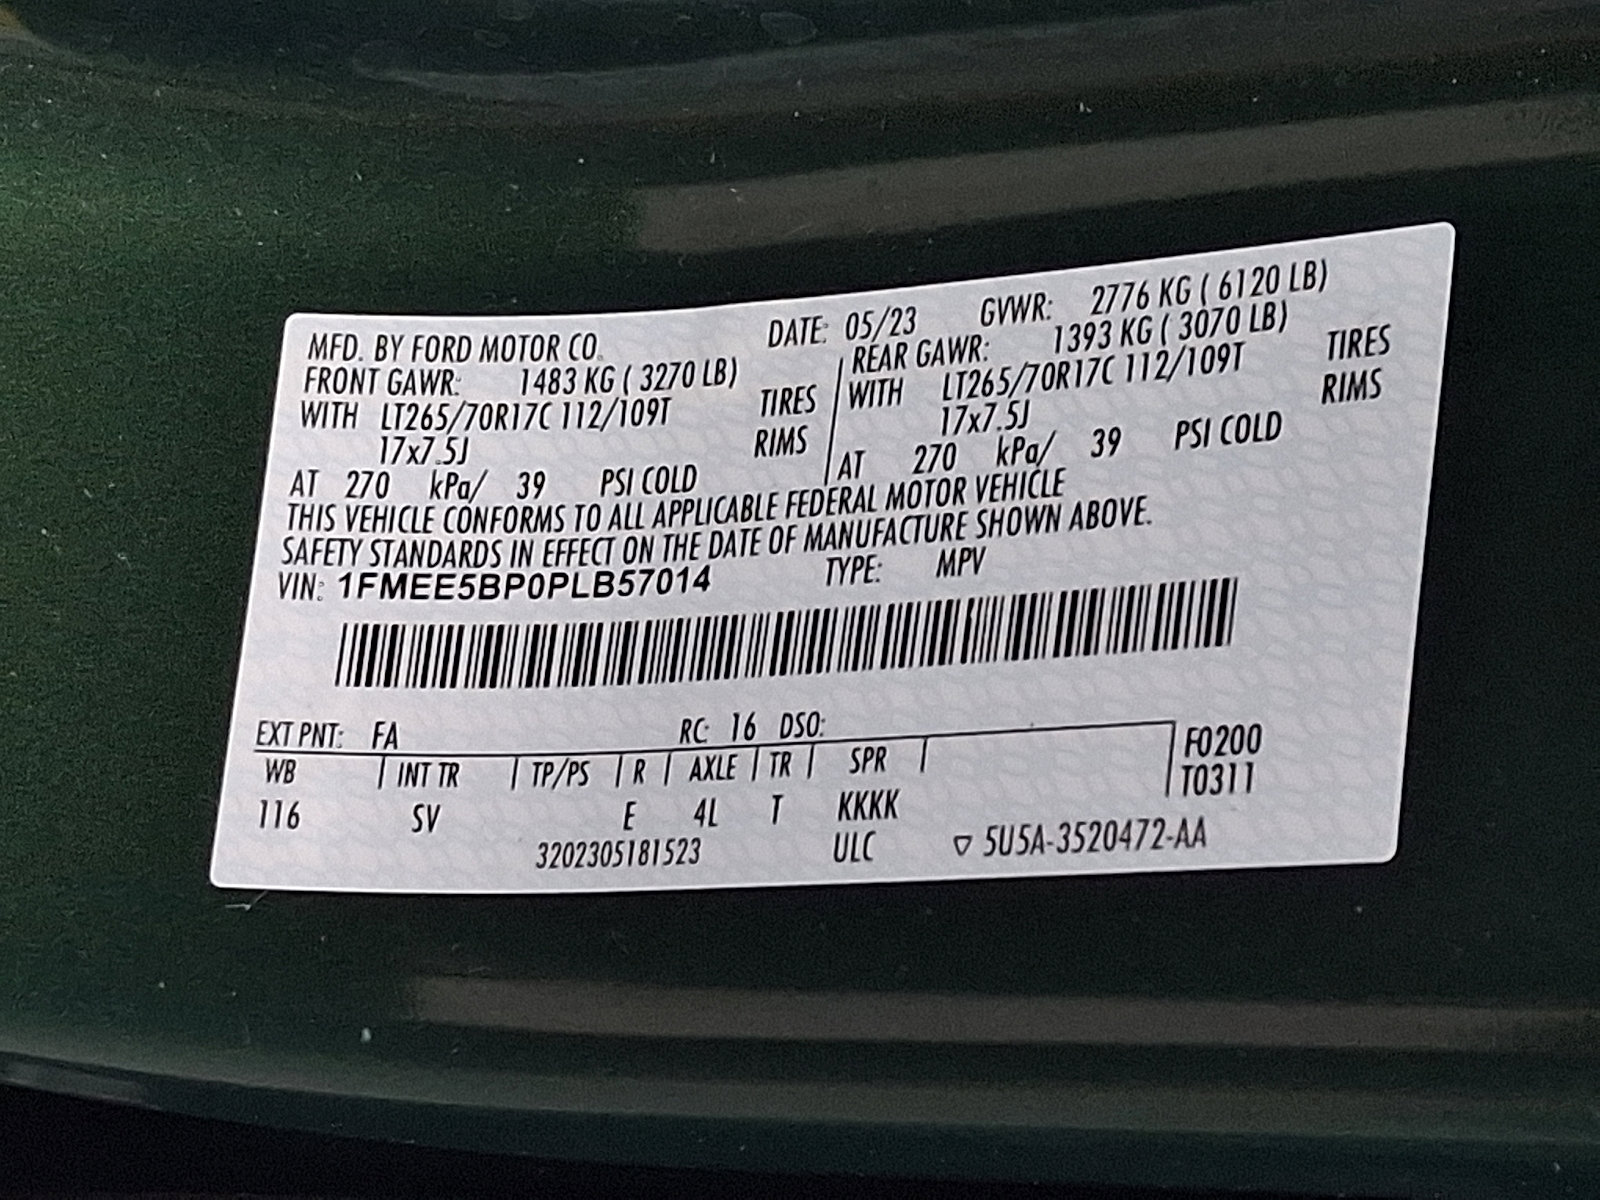 MFD. BY FORD MOTOR CO. DATE: 05/23 GVWR: 2776 KG ( 6120 LB)
FRONT GAWR: 1483 KG ( 3270 LB) REAR GAWR: 1393 KG ( 3070 LB)
WITH LT265/70R17C 112/109T TIRES WITH LT265/70R17C 112/109T TIRES
17x7.5J RIMS 17x7.5J RIMS
AT 270 kPa/ 39 PSI COLD AT 270 kPa/ 39 PSI COLD
THIS VEHICLE CONFORMS TO ALL APPLICABLE FEDERAL MOTOR VEHICLE
SAFETY STANDARDS IN EFFECT ON THE DATE OF MANUFACTURE SHOWN ABOVE.
VIN: 1FMEE5BP0PLB57014 TYPE: MPV
EXT PNT: FA RC: 16 DSO:
WB INT TR TP/PS R AXLE TR SPR F0200
T0311
116 SV E 4L T KKKK
3202305181523 ULC ▽ 5U5A-3520472-AA